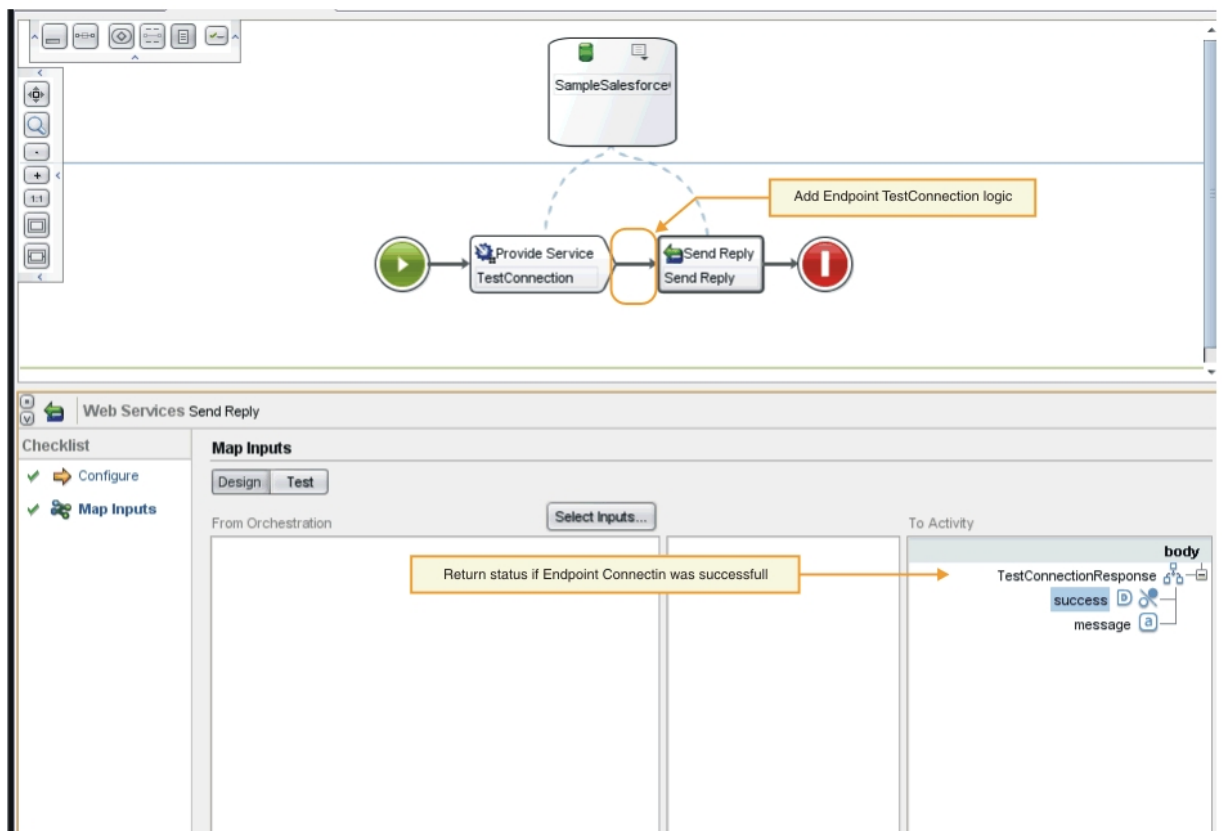 SampleSalesforce
Add Endpoint TestConnection logic
Provide Service
TestConnection
Send Reply
Send Reply
1:1
Web Services Send Reply
Checklist
Configure
Map Inputs
Map Inputs
Design Test
From Orchestration
Select Inputs...
To Activity
body
Return status if Endpoint Connectin was successfull
TestConnectionResponse
success D
message a